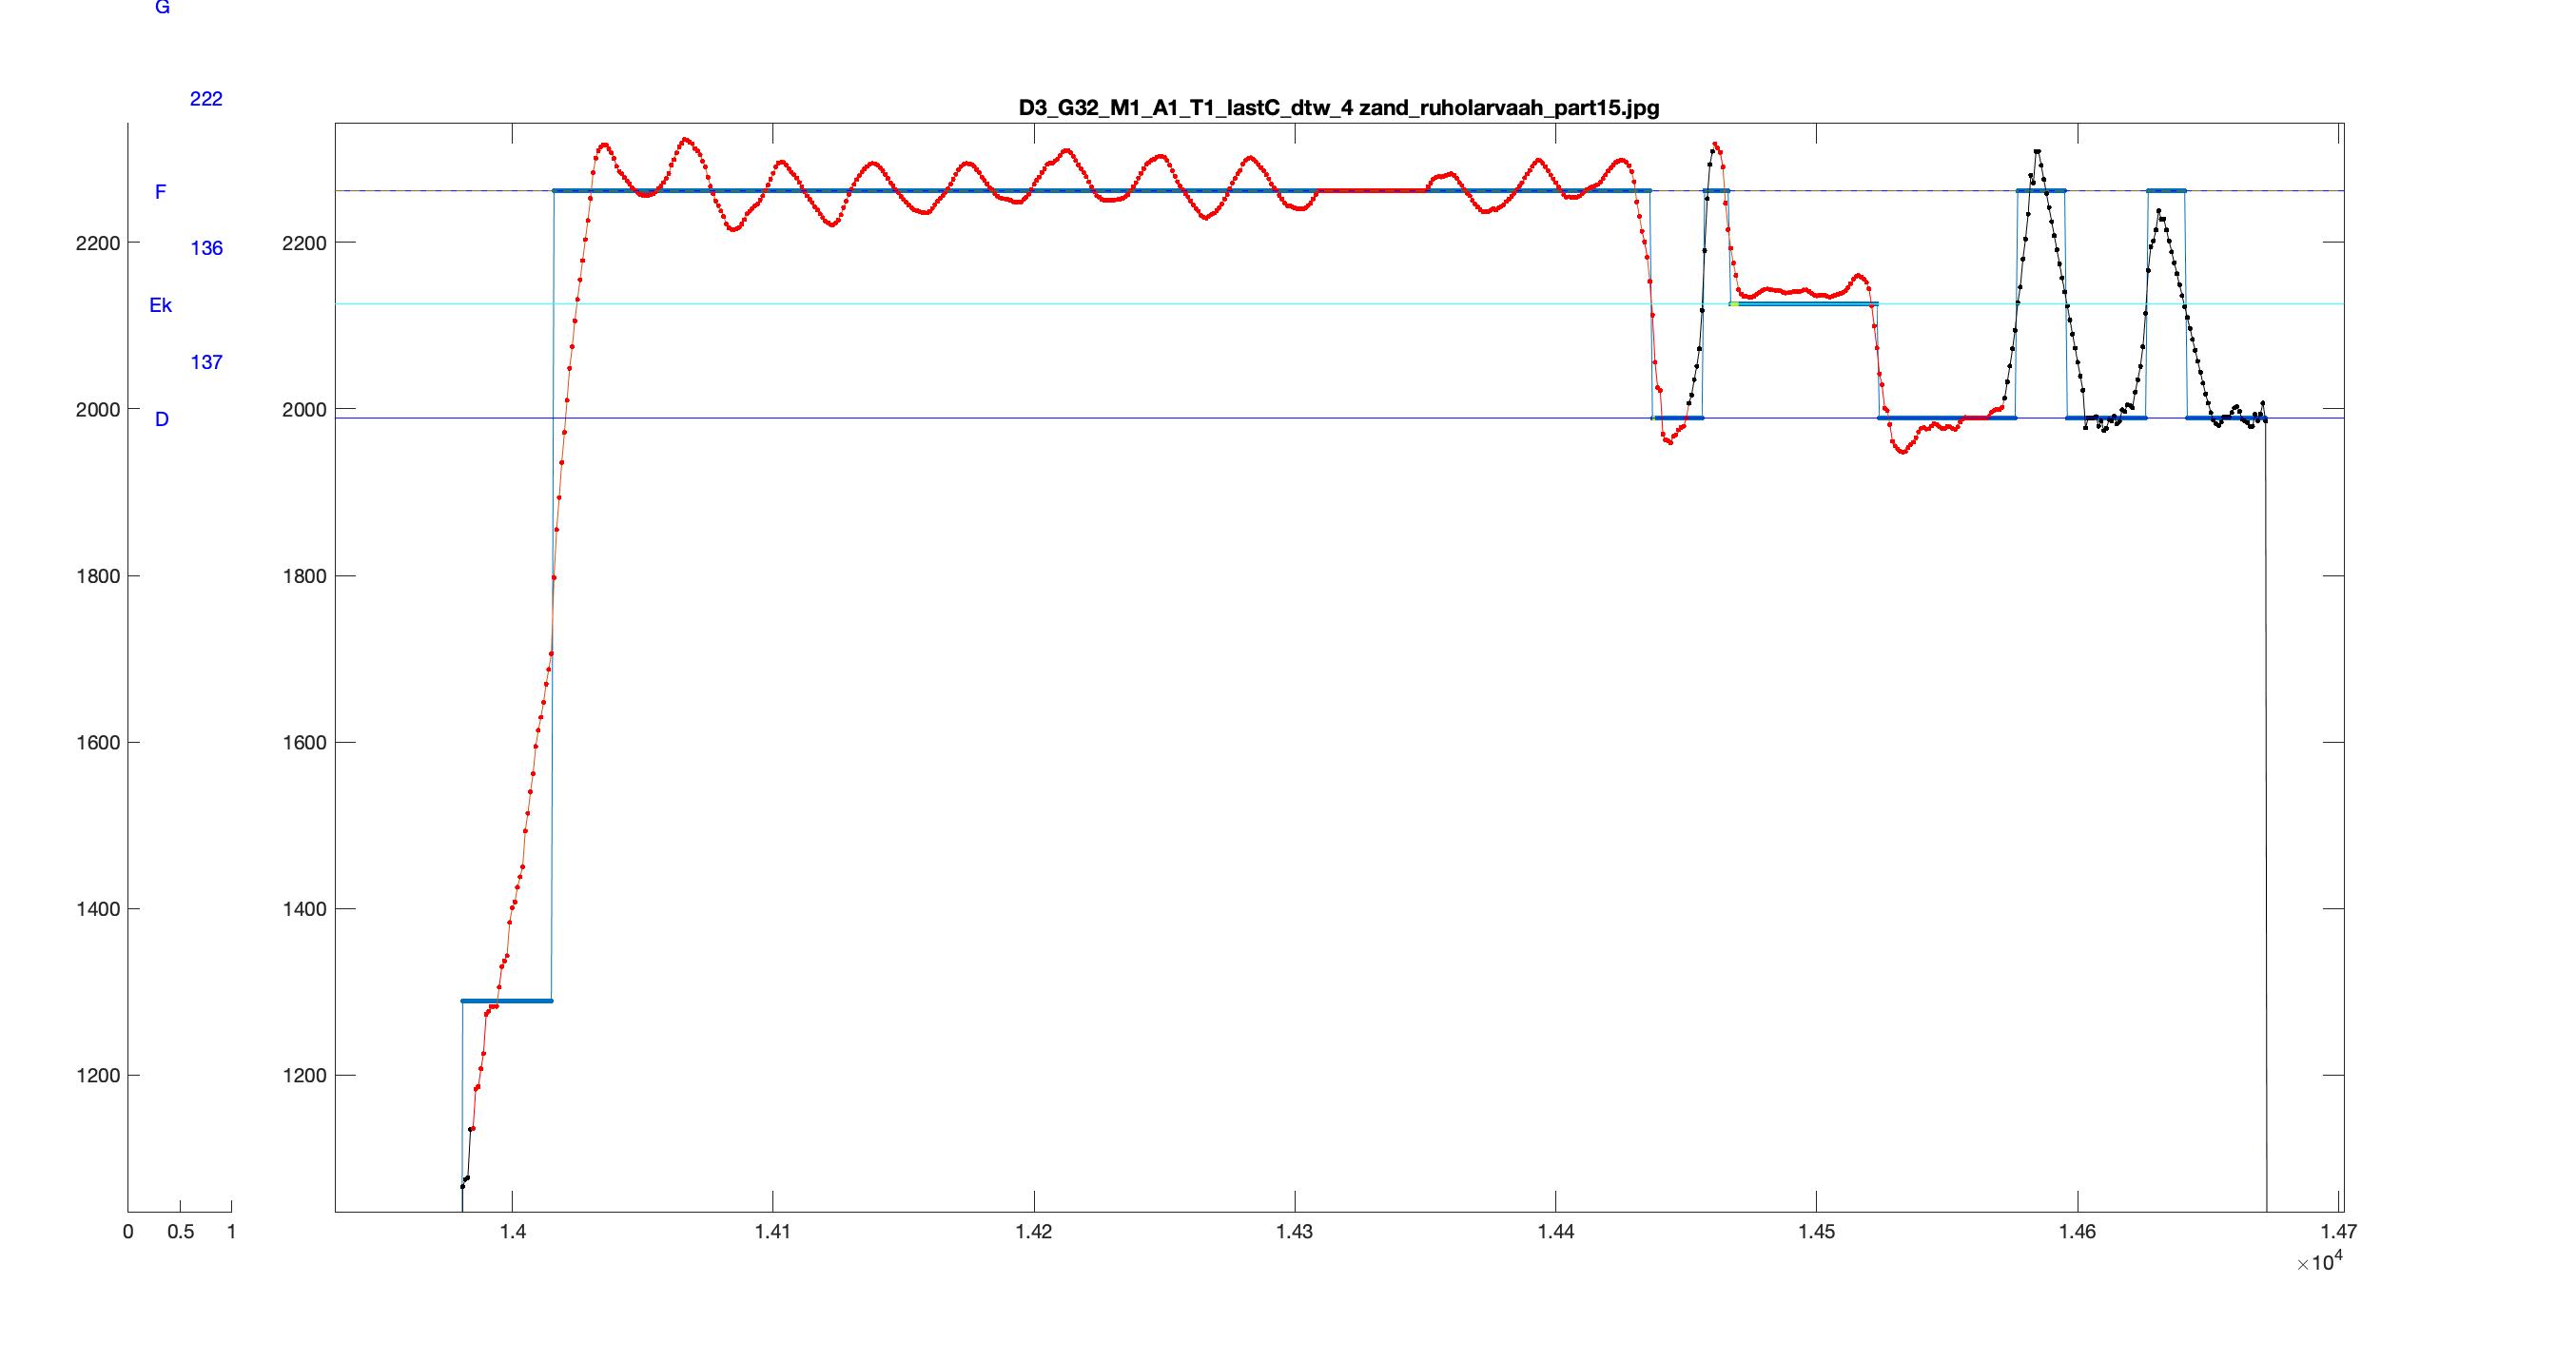 G
222
D3_G32_M1_A1_T1_lastC_dtw_4 zand_ruholarvaah_part15.jpg
F
2200 136 2200
Ek
137
2000 D 2000
1800 1800
1600 1600
1400 1400
1200 1200
0 0.5 1 1.4 1.41 1.42 1.43 1.44 1.45 1.46 1.47
×10⁴